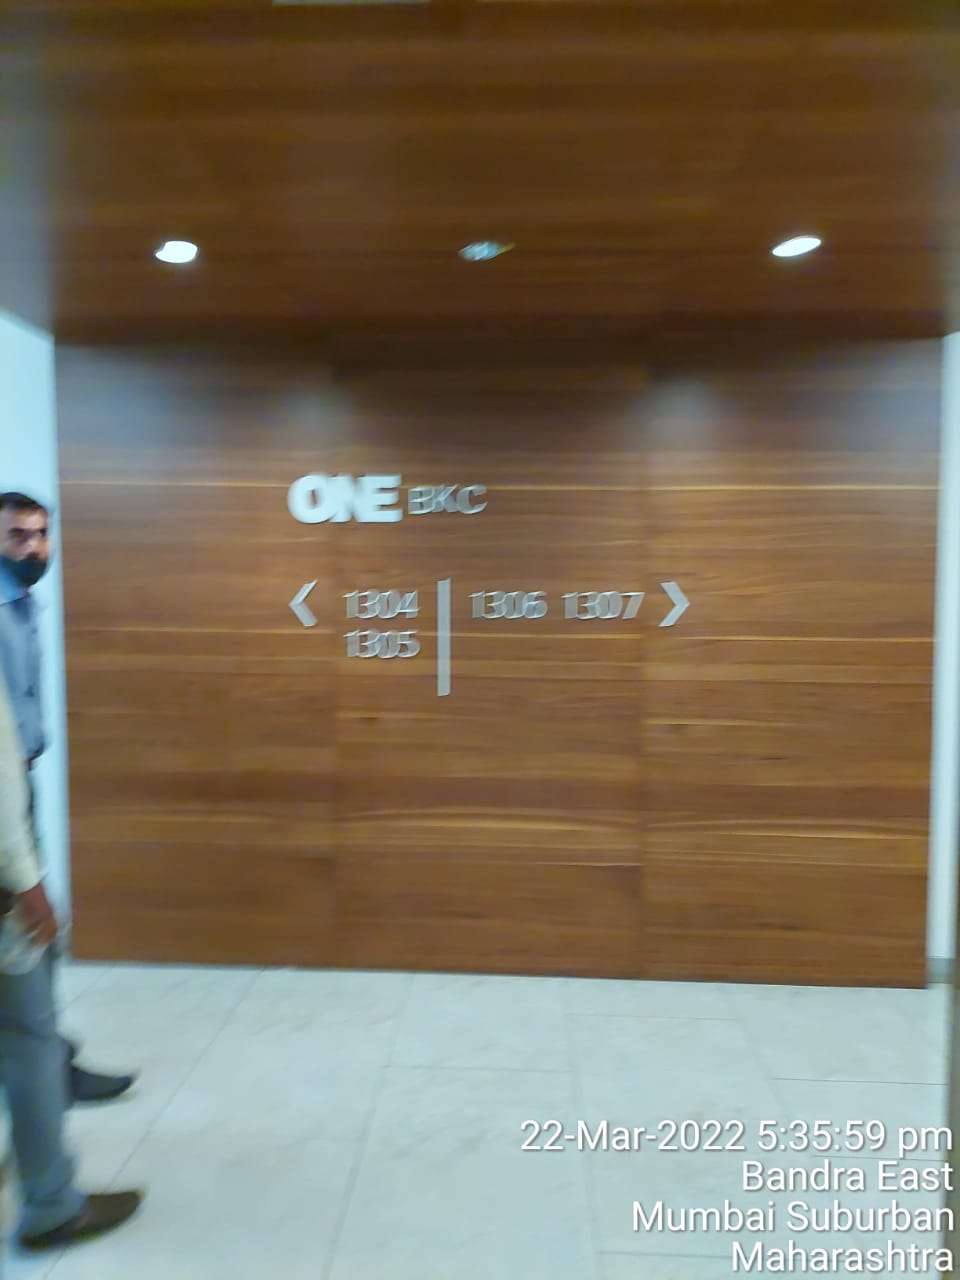 ONE BKC
< 1304 | 1306 1307 >
1305
22-Mar-2022 5:35:59 pm
Bandra East
Mumbai Suburban
Maharashtra